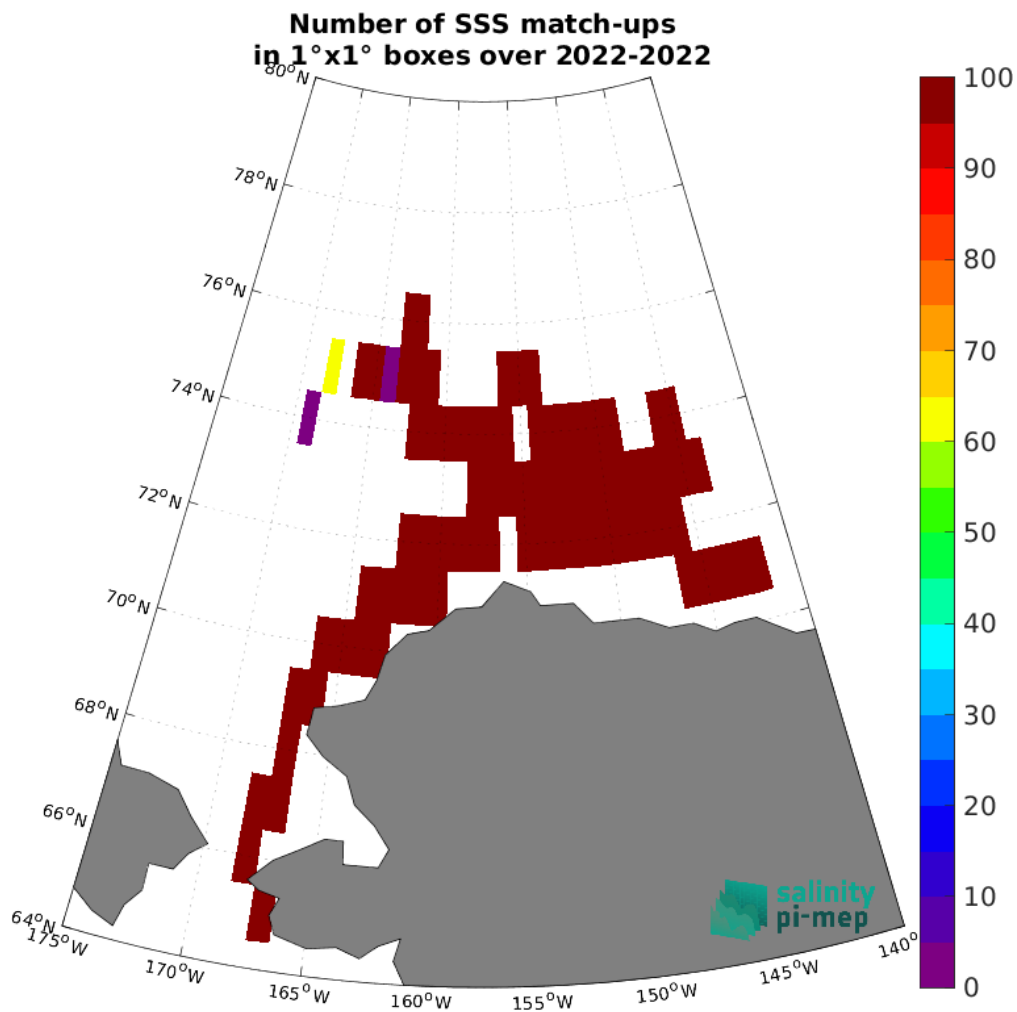 Number of SSS match-ups
in 1°x1° boxes over 2022-2022
80°N
78°N
76°N
74°N
72°N
70°N
68°N
66°N
64°N
175°W
170°W
165°W
160°W
155°W
150°W
145°W
140°
100
90
80
70
60
50
40
30
20
10
0
salinity
pi-mep